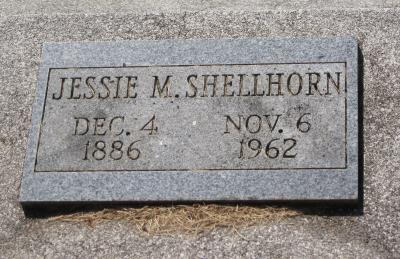 JESSIE M. SHELLHORN
DEC. 4 NOV. 6
1886 1962